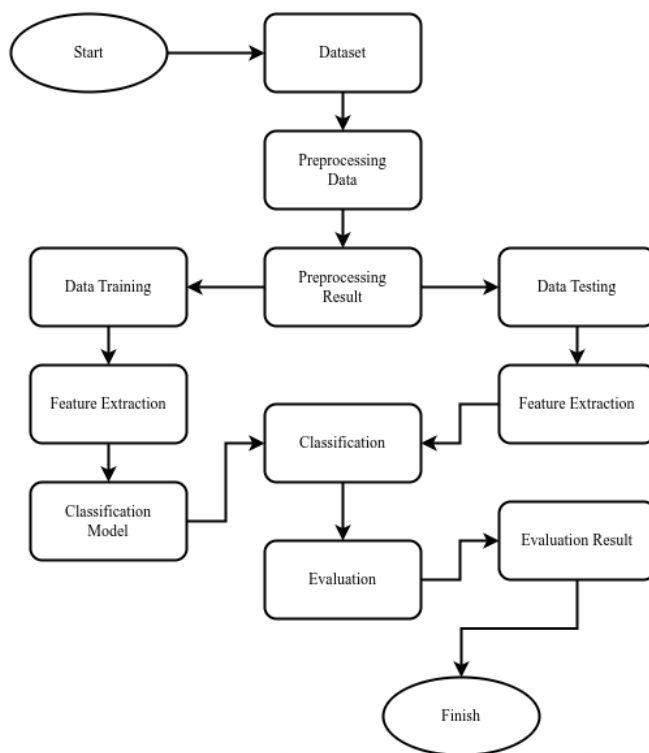 Start
Dataset
Preprocessing
Data
Data Training
Preprocessing
Result
Data Testing
Feature Extraction
Feature Extraction
Classification
Classification
Model
Evaluation
Evaluation Result
Finish